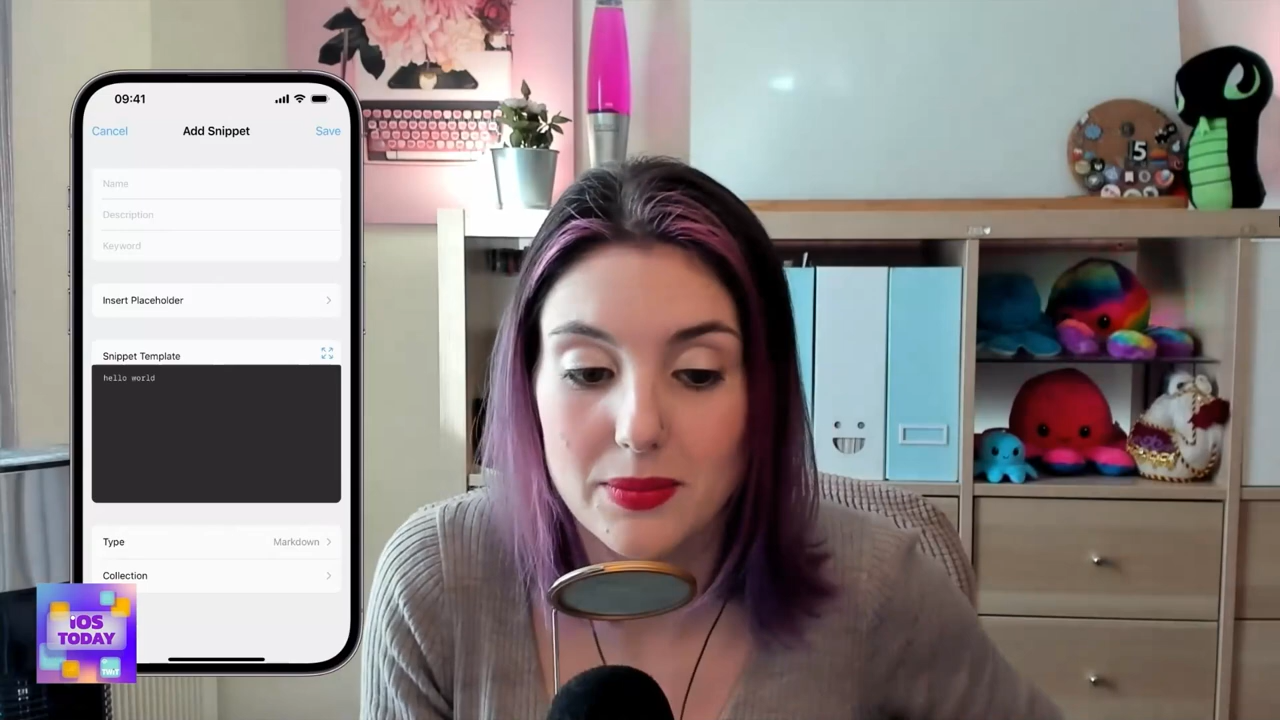 09:41
Cancel
Add Snippet
Save
Name
Description
Keyword
Insert Placeholder
Snippet Template
hello world
Type
Markdown
Collection
iOS
TODAY
TWiT
5